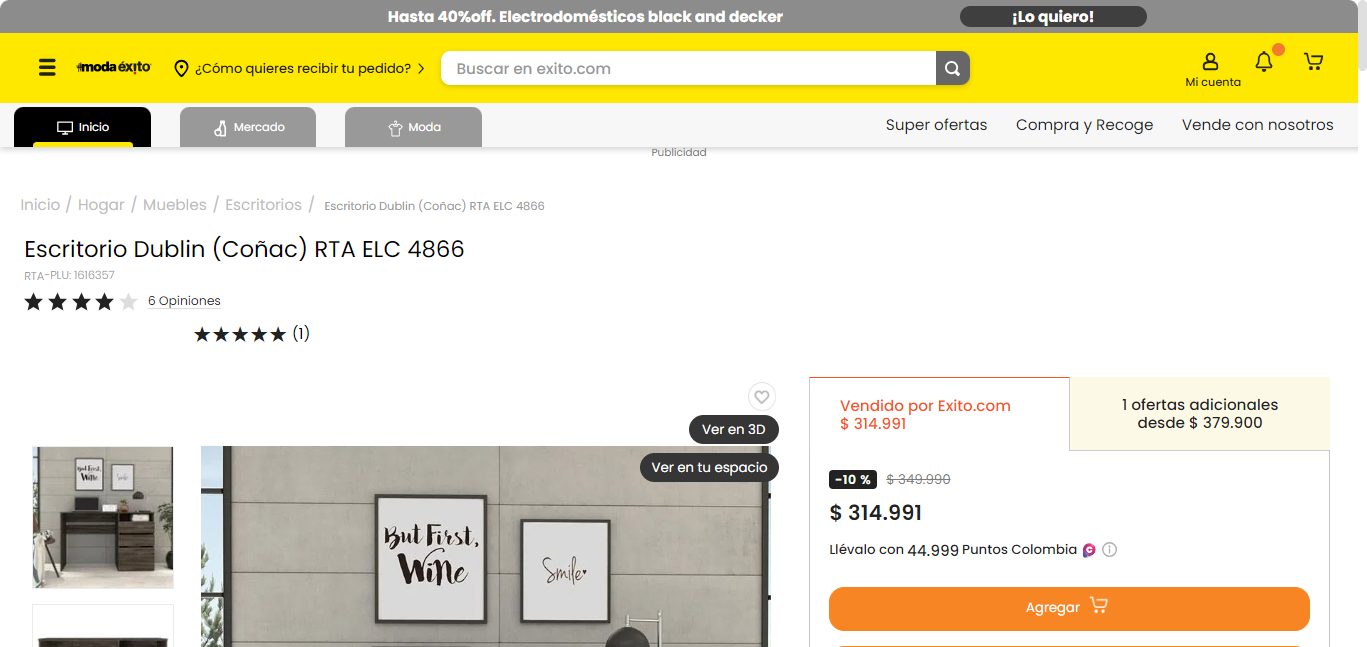 Hasta 40%off. Electrodomésticos black and decker
¡Lo quiero!
moda éxito
¿Cómo quieres recibir tu pedido?
Buscar en exito.com
Mi cuenta
Inicio
Mercado
Moda
Super ofertas
Compra y Recoge
Vende con nosotros
Publicidad
Inicio / Hogar / Muebles / Escritorios / Escritorio Dublin (Coñac) RTA ELC 4866
Escritorio Dublin (Coñac) RTA ELC 4866
RTA-PLU: 1616357
6 Opiniones
(1)
Ver en 3D
Ver en tu espacio
But First,
Wine
Smile
But First,
Wine
Smile
Vendido por Exito.com
$ 314.991
1 ofertas adicionales
desde $ 379.900
-10 % $ 349.990
$ 314.991
Llévalo con 44.999 Puntos Colombia
Agregar